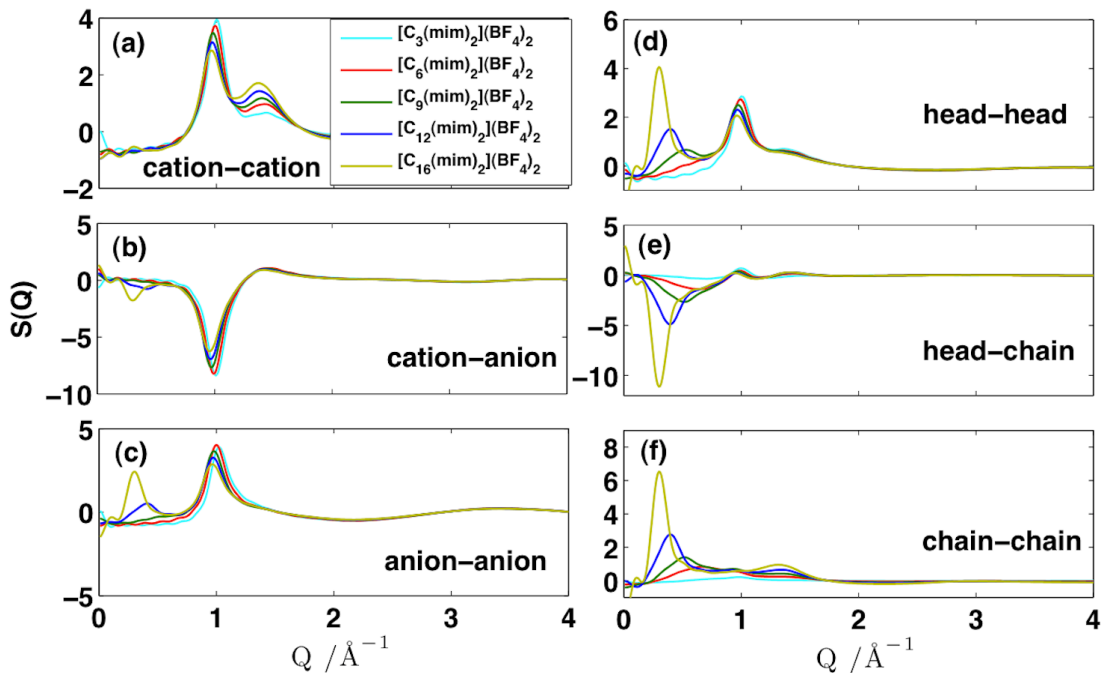 (a)
4
2
0
−2
cation−cation
[C3(mim)2](BF4)2
[C6(mim)2](BF4)2
[C9(mim)2](BF4)2
[C12(mim)2](BF4)2
[C16(mim)2](BF4)2
(b)
5
0
−5
−10
cation−anion
S(Q)
(c)
5
0
−5
anion−anion
0 1 2 3 4
Q /Å−1
(d)
6
4
2
0
head−head
(e)
5
0
−5
−10
head−chain
(f)
8
6
4
2
0
chain−chain
0 1 2 3 4
Q /Å−1